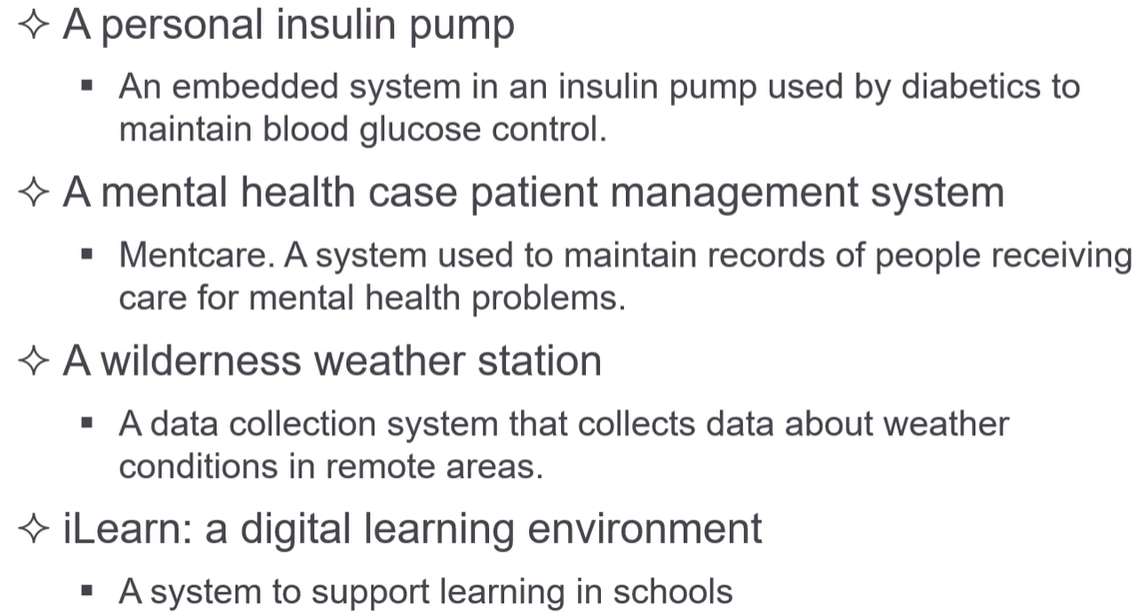 ✧ A personal insulin pump
▪ An embedded system in an insulin pump used by diabetics to
maintain blood glucose control.
✧ A mental health case patient management system
▪ Mentcare. A system used to maintain records of people receiving
care for mental health problems.
✧ A wilderness weather station
▪ A data collection system that collects data about weather
conditions in remote areas.
✧ iLearn: a digital learning environment
▪ A system to support learning in schools